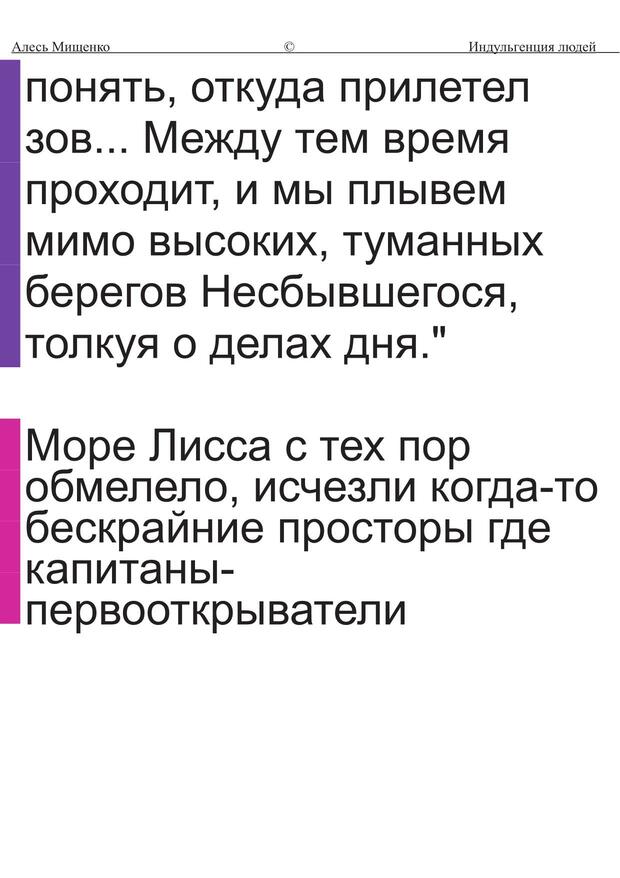 Алесь Мищенко © Индульгенция людей
понять, откуда прилетел
зов... Между тем время
проходит, и мы плывем
мимо высоких, туманных
берегов Несбывшегося,
толкуя о делах дня."
Море Лисса с тех пор
обмелело, исчезли когда-то
бескрайние просторы где
капитаны-
первооткрыватели